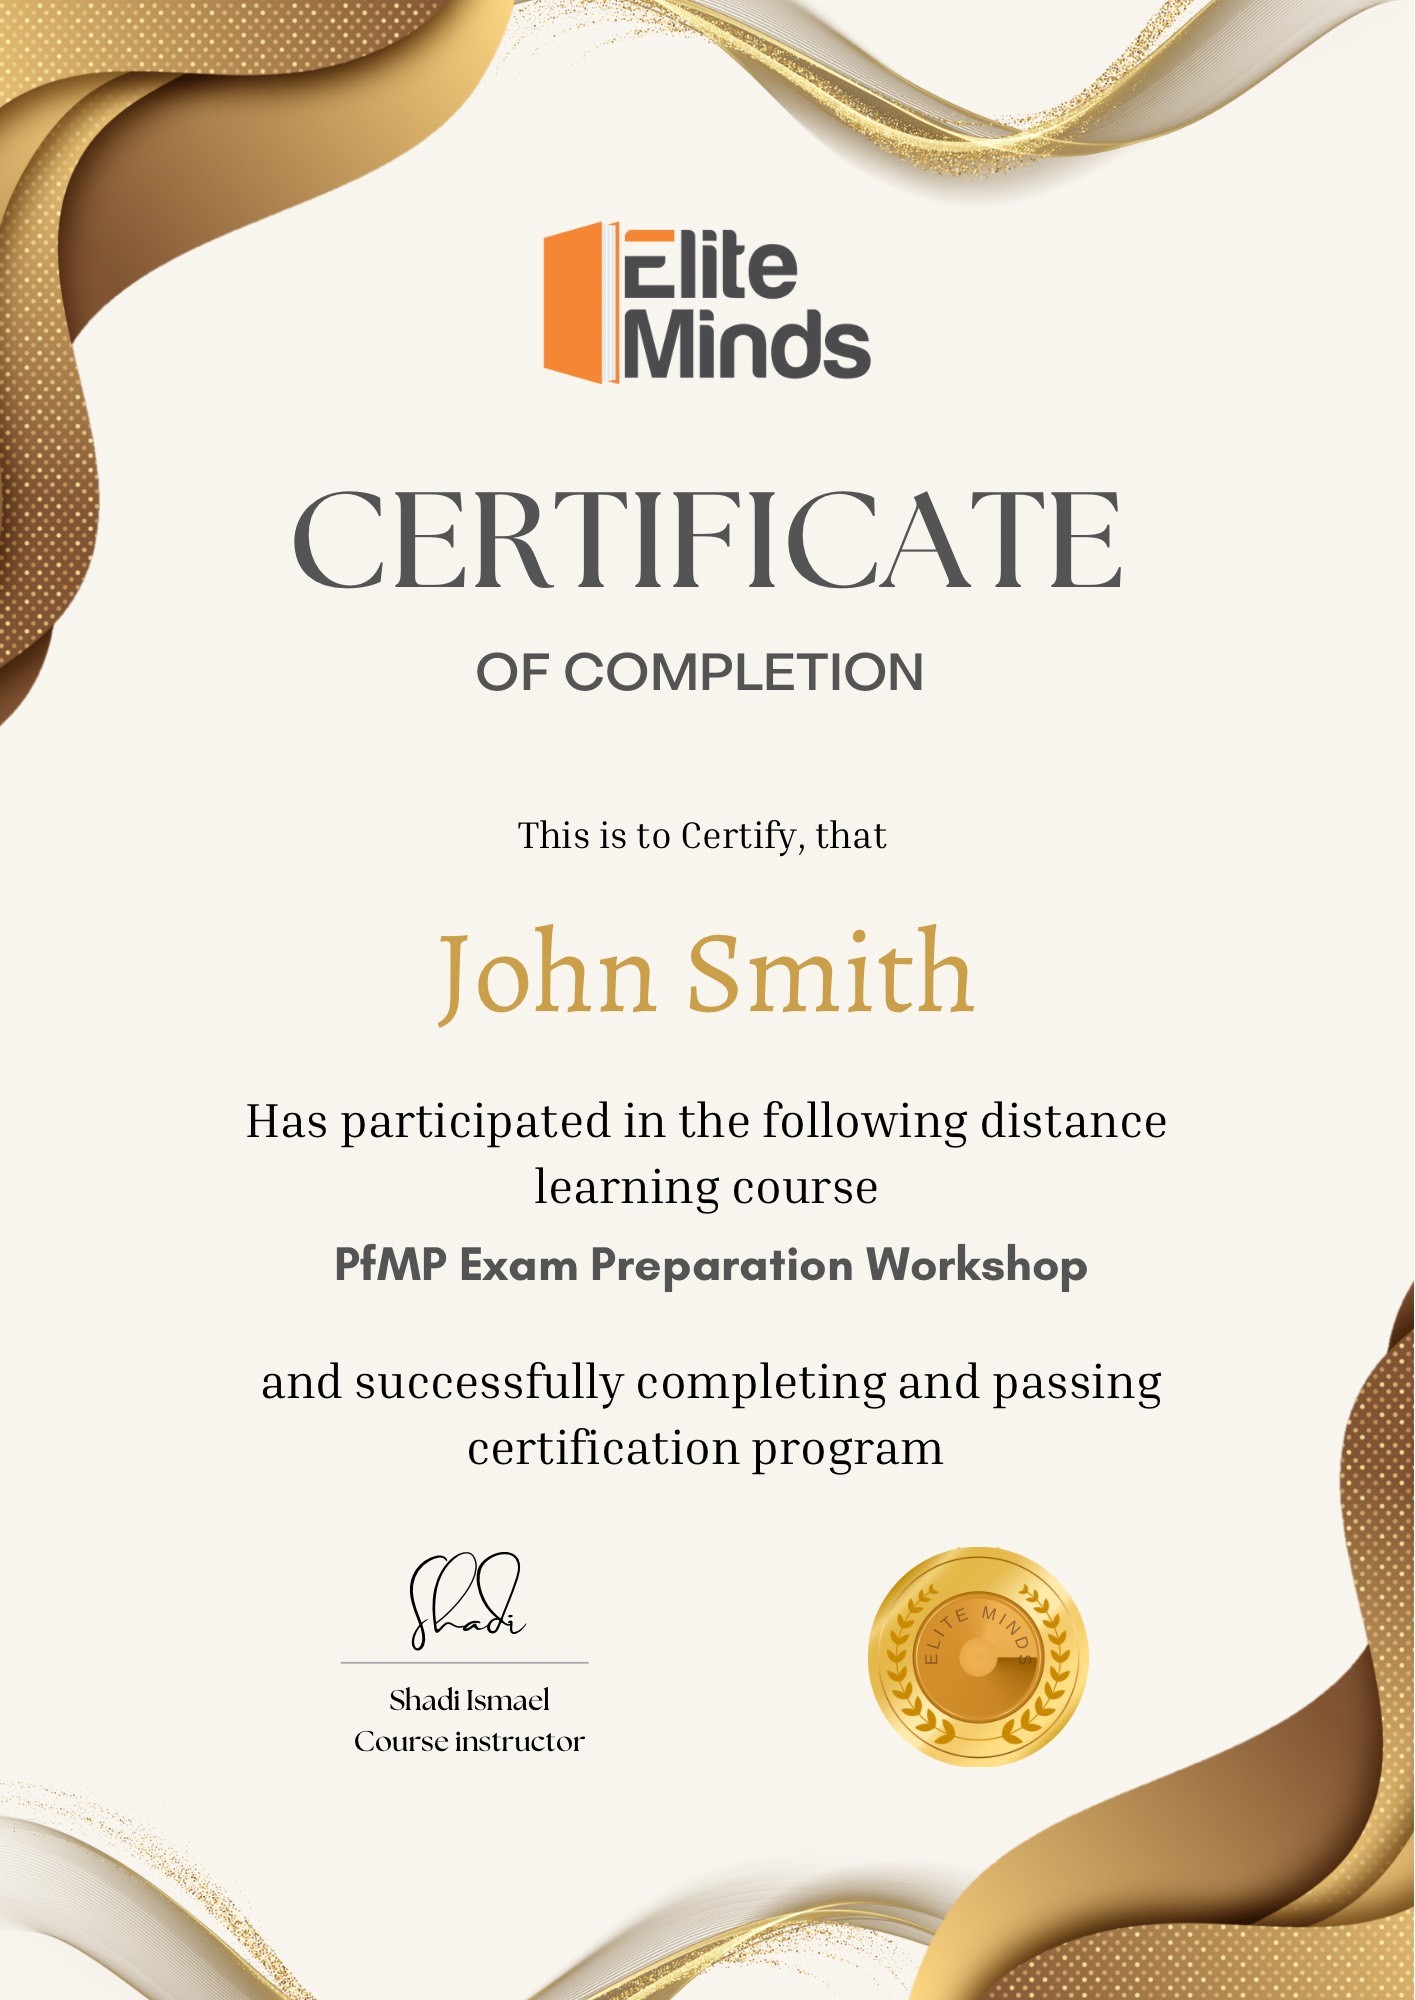 Elite
Minds
CERTIFICATE
OF COMPLETION
This is to Certify, that
John Smith
Has participated in the following distance
learning course
PfMP Exam Preparation Workshop
and successfully completing and passing
certification program
Shadi
Shadi Ismael
Course instructor
ELITE MINDS